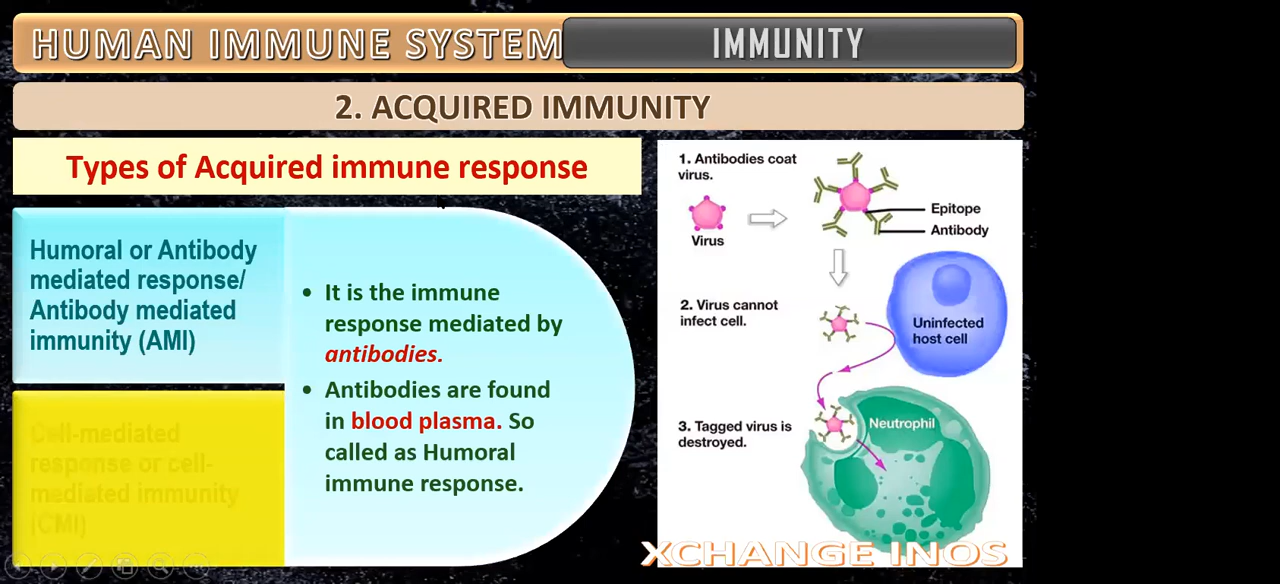 HUMAN IMMUNE SYSTEM
IMMUNITY
2. ACQUIRED IMMUNITY
Types of Acquired immune response
Humoral or Antibody
mediated response/
Antibody mediated
immunity (AMI)
Cell-mediated
response or cell-
mediated immunity
(CMI)
• It is the immune
response mediated by
antibodies.
• Antibodies are found
in blood plasma. So
called as Humoral
immune response.
1. Antibodies coat
virus.
Virus
Epitope
Antibody
2. Virus cannot
infect cell.
Uninfected
host cell
3. Tagged virus is
destroyed.
Neutrophil
XCHANGE INOS